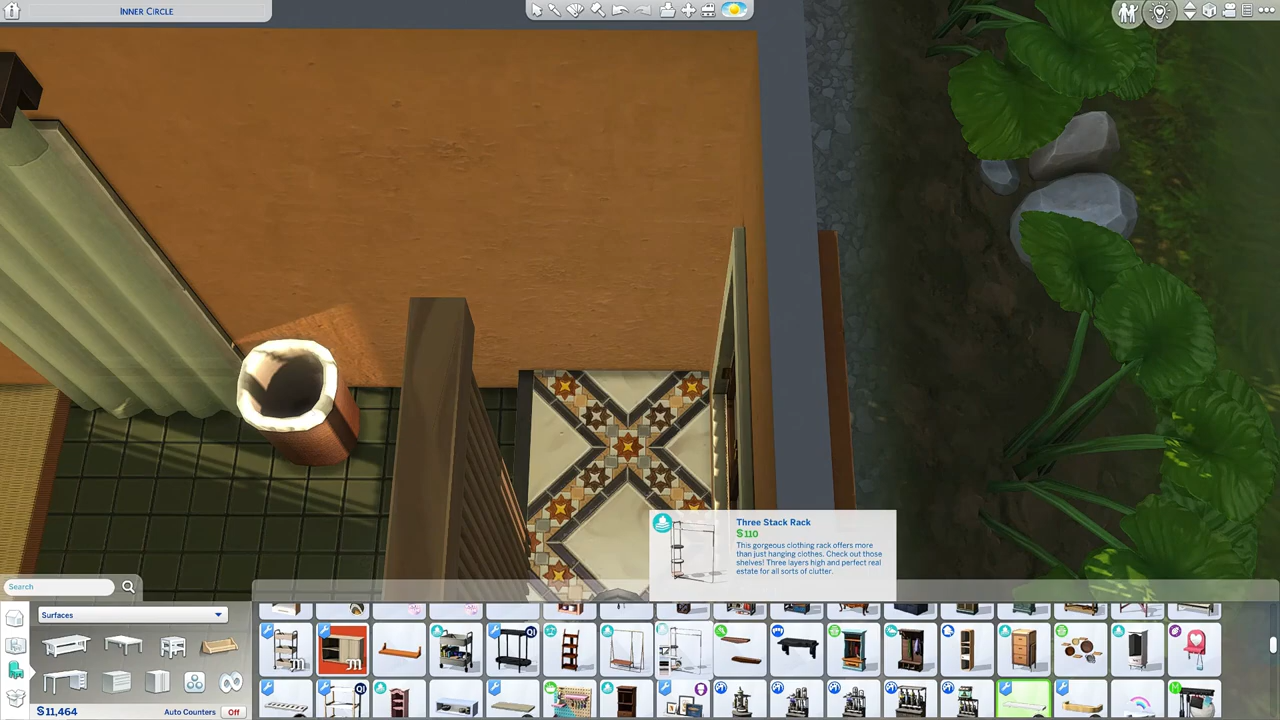 INNER CIRCLE
Three Stack Rack
$110
This gorgeous clothing rack offers more
than just hanging clothes. Check out those
shelves! Three layers high and perfect real
estate for all sorts of clutter.
Search
Surfaces
$11,464
Auto Counters
Off